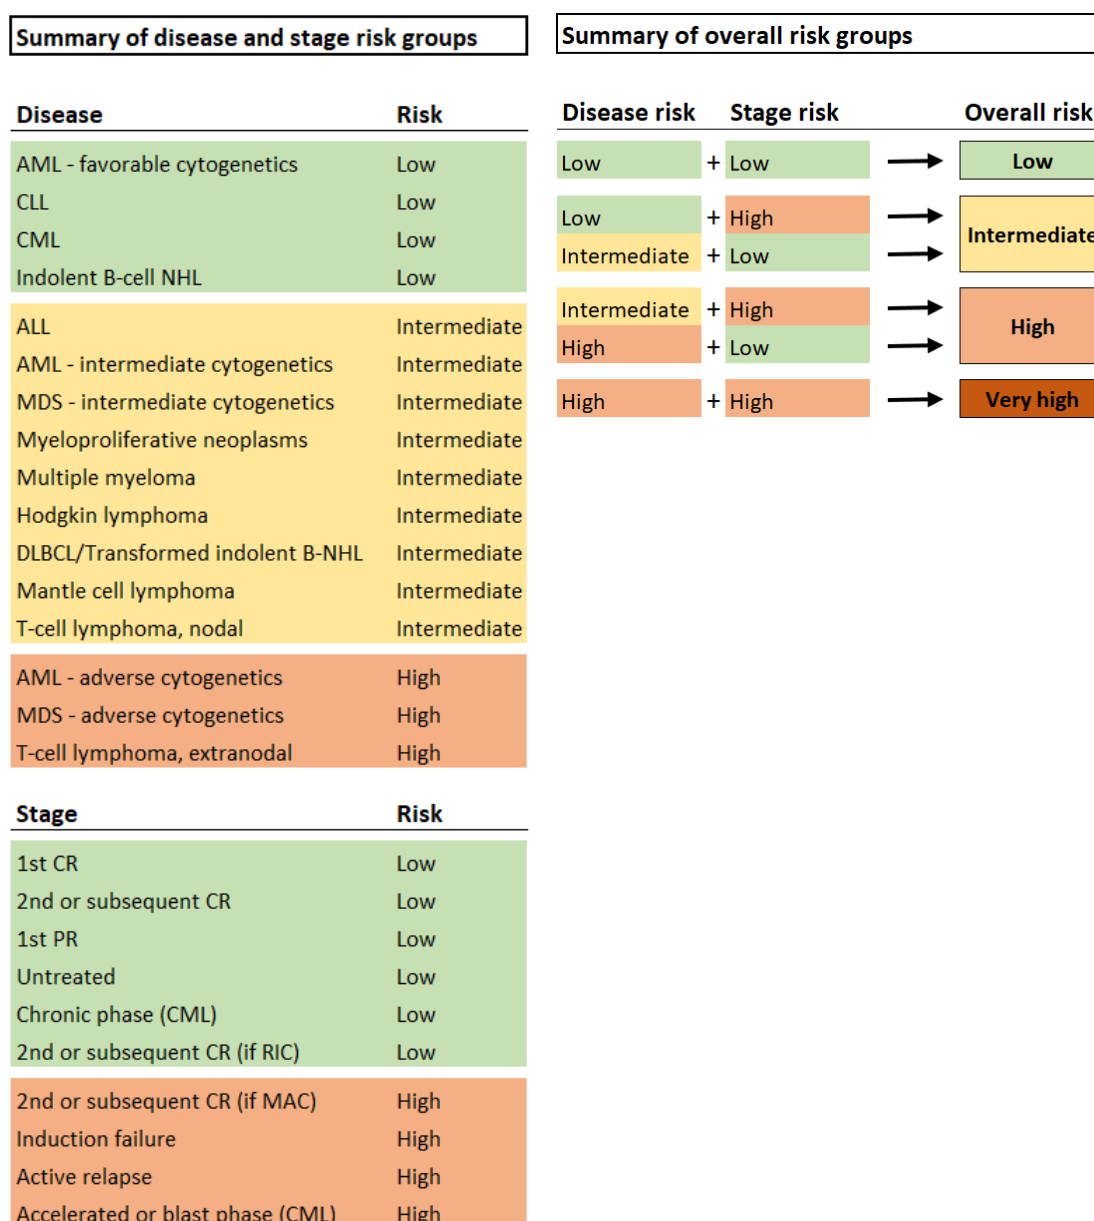 Summary of disease and stage risk groups
Disease Risk
AML - favorable cytogenetics Low
CLL Low
CML Low
Indolent B-cell NHL Low
ALL Intermediate
AML - intermediate cytogenetics Intermediate
MDS - intermediate cytogenetics Intermediate
Myeloproliferative neoplasms Intermediate
Multiple myeloma Intermediate
Hodgkin lymphoma Intermediate
DLBCL/Transformed indolent B-NHL Intermediate
Mantle cell lymphoma Intermediate
T-cell lymphoma, nodal Intermediate
AML - adverse cytogenetics High
MDS - adverse cytogenetics High
T-cell lymphoma, extranodal High
Stage Risk
1st CR Low
2nd or subsequent CR Low
1st PR Low
Untreated Low
Chronic phase (CML) Low
2nd or subsequent CR (if RIC) Low
2nd or subsequent CR (if MAC) High
Induction failure High
Active relapse High
Accelerated or blast phase (CML) High
Summary of overall risk groups
Disease risk Stage risk Overall risk
Low + Low → Low
Low + High →
Intermediate
Intermediate + Low →
Intermediate + High →
High
High + Low →
High + High → Very high